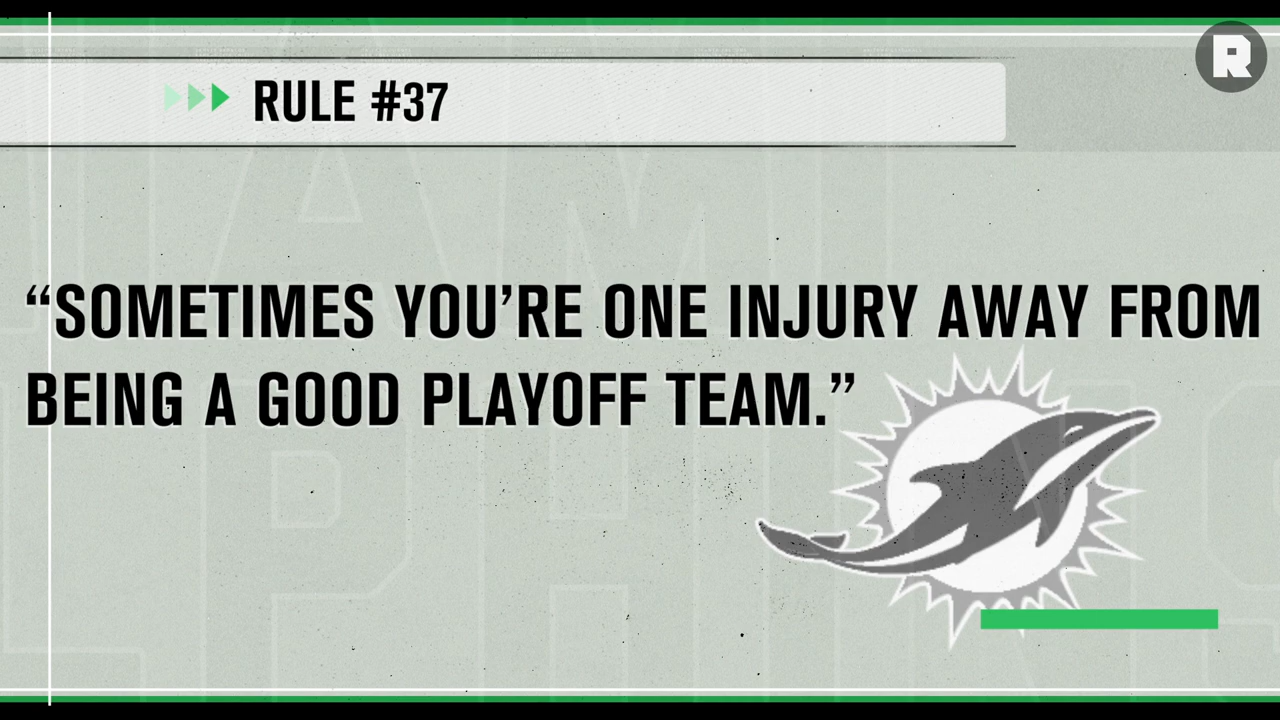 R
RULE #37
“SOMETIMES YOU’RE ONE INJURY AWAY FROM
BEING A GOOD PLAYOFF TEAM.”